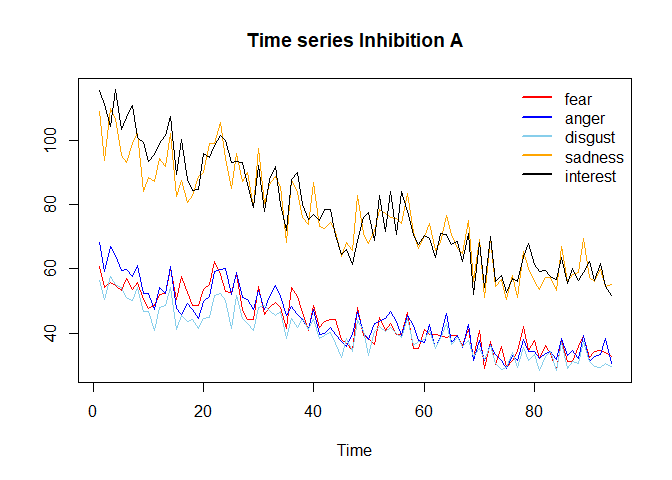 Time series Inhibition A
fear
anger
disgust
sadness
interest
100
80
60
40
0
20
40
60
80
Time